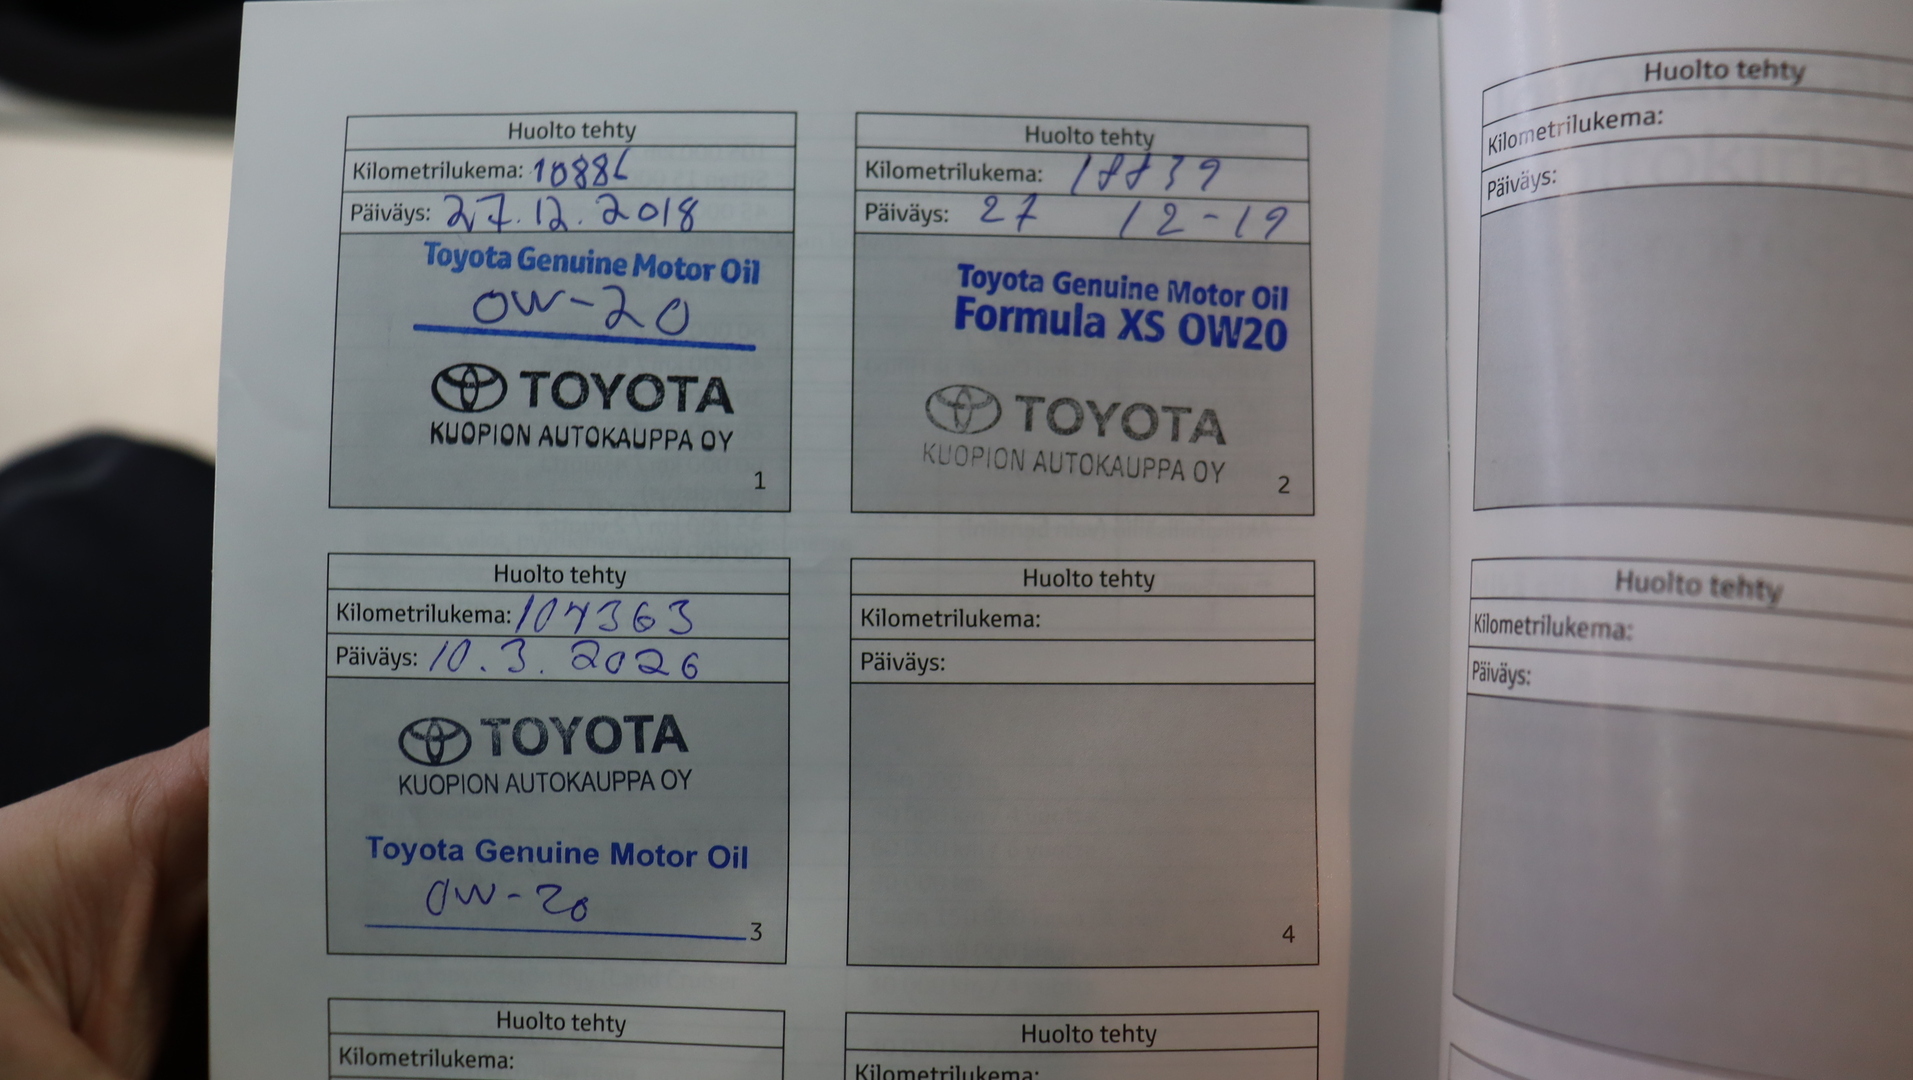 Huolto tehty
Kilometrilukema: 10886
Päiväys: 27.12.2018
Toyota Genuine Motor Oil
0W-20
TOYOTA
KUOPION AUTOKAUPPA OY
1
Huolto tehty
Kilometrilukema: 18839
Päiväys: 27 12-19
Toyota Genuine Motor Oil
Formula XS 0W20
TOYOTA
KUOPION AUTOKAUPPA OY
2
Huolto tehty
Kilometrilukema: 104363
Päiväys: 10.3.2026
TOYOTA
KUOPION AUTOKAUPPA OY
Toyota Genuine Motor Oil
0W-20
3
Huolto tehty
Kilometrilukema:
Päiväys:
4
Huolto tehty
Kilometrilukema:
Huolto tehty
Kilometrilukema:
Huolto tehty
Kilometrilukema:
Päiväys:
Huolto tehty
Kilometrilukema:
Päiväys: